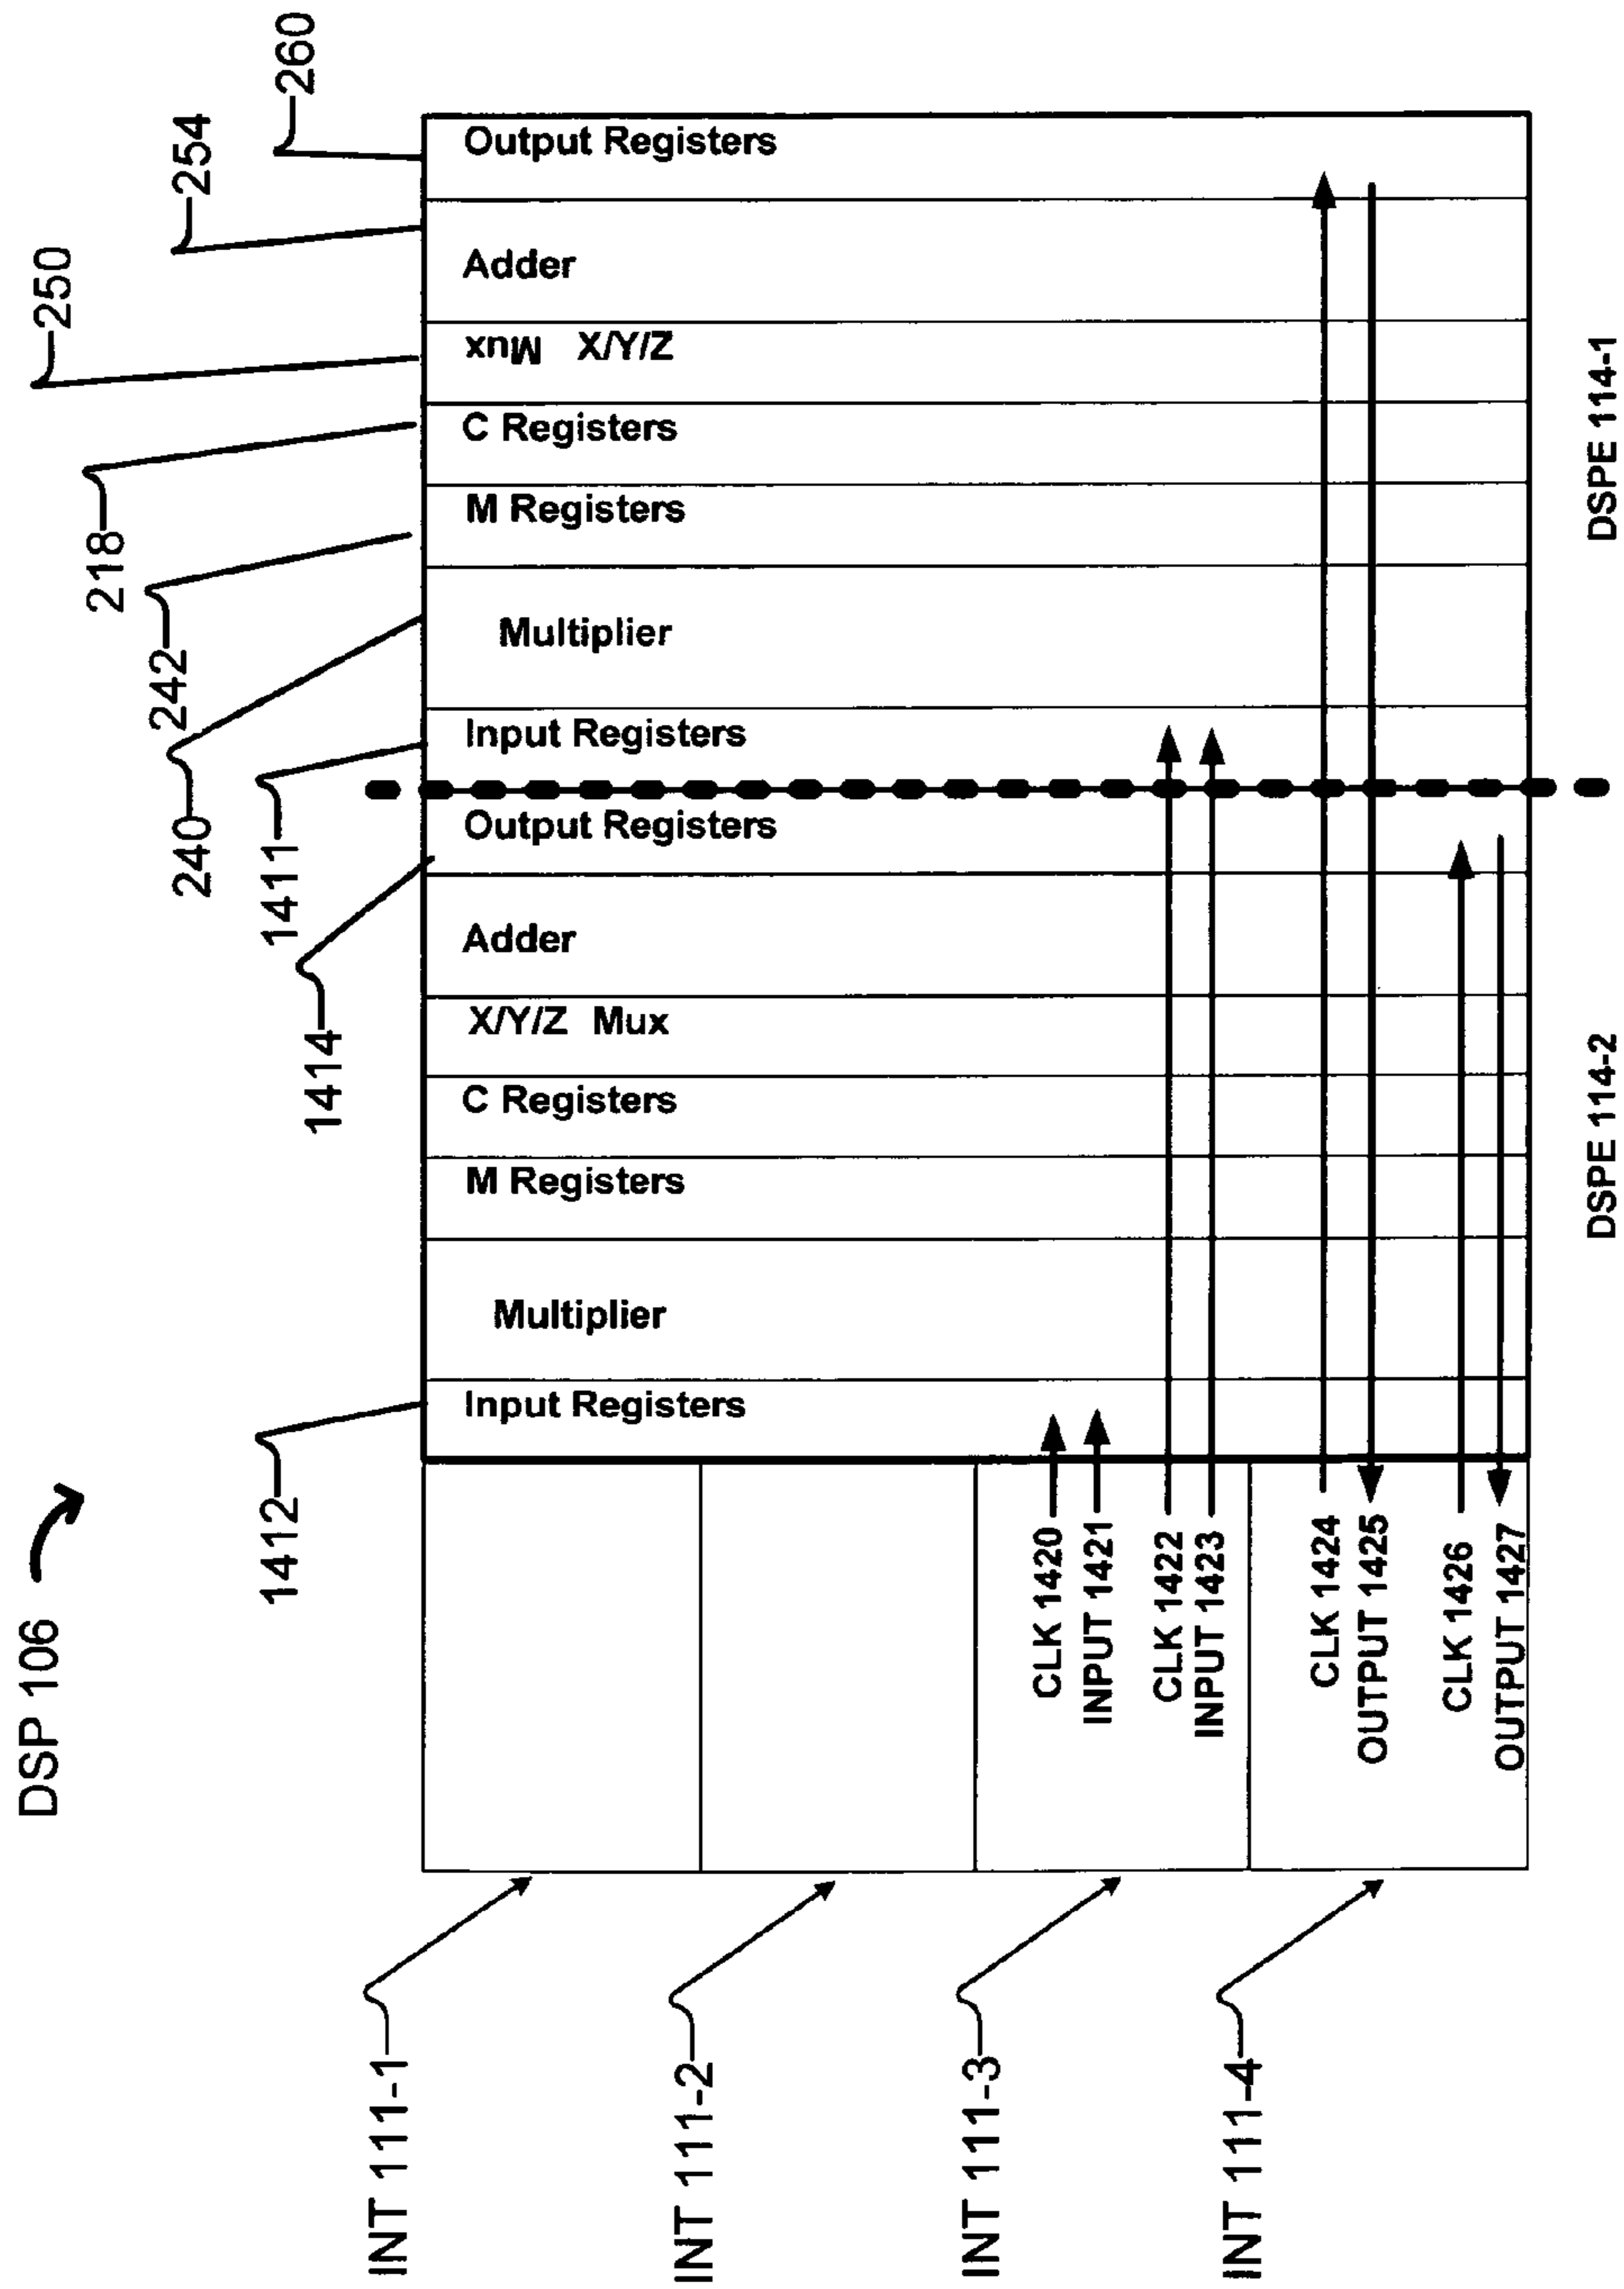 DSP 106
250
254
260
218
242
240
1411
1414
1412
Output Registers
Adder
X/Y/Z Mux
C Registers
M Registers
Multiplier
Input Registers
Output Registers
Adder
X/Y/Z Mux
C Registers
M Registers
Multiplier
Input Registers
INT 111-1
INT 111-2
INT 111-3
INT 111-4
CLK 1420
INPUT 1421
CLK 1422
INPUT 1423
CLK 1424
OUTPUT 1425
CLK 1426
OUTPUT 1427
DSPE 114-2
DSPE 114-1